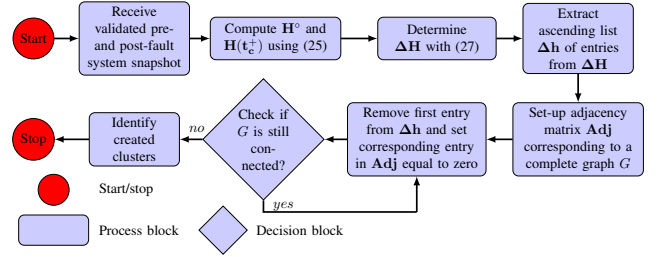 Start
Receive
validated pre-
and post-fault
system snapshot
Compute H° and
H(t_c^+) using (25)
Determine
ΔH with (27)
Extract
ascending list
Δh of entries
from ΔH
Stop
Identify
created
clusters
no
Check if
G is still
con-
nected?
yes
Remove first entry
from Δh and set
corresponding entry
in Adj equal to zero
Set-up adjacency
matrix Adj
corresponding to a
complete graph G
Start/stop
Process block
Decision block